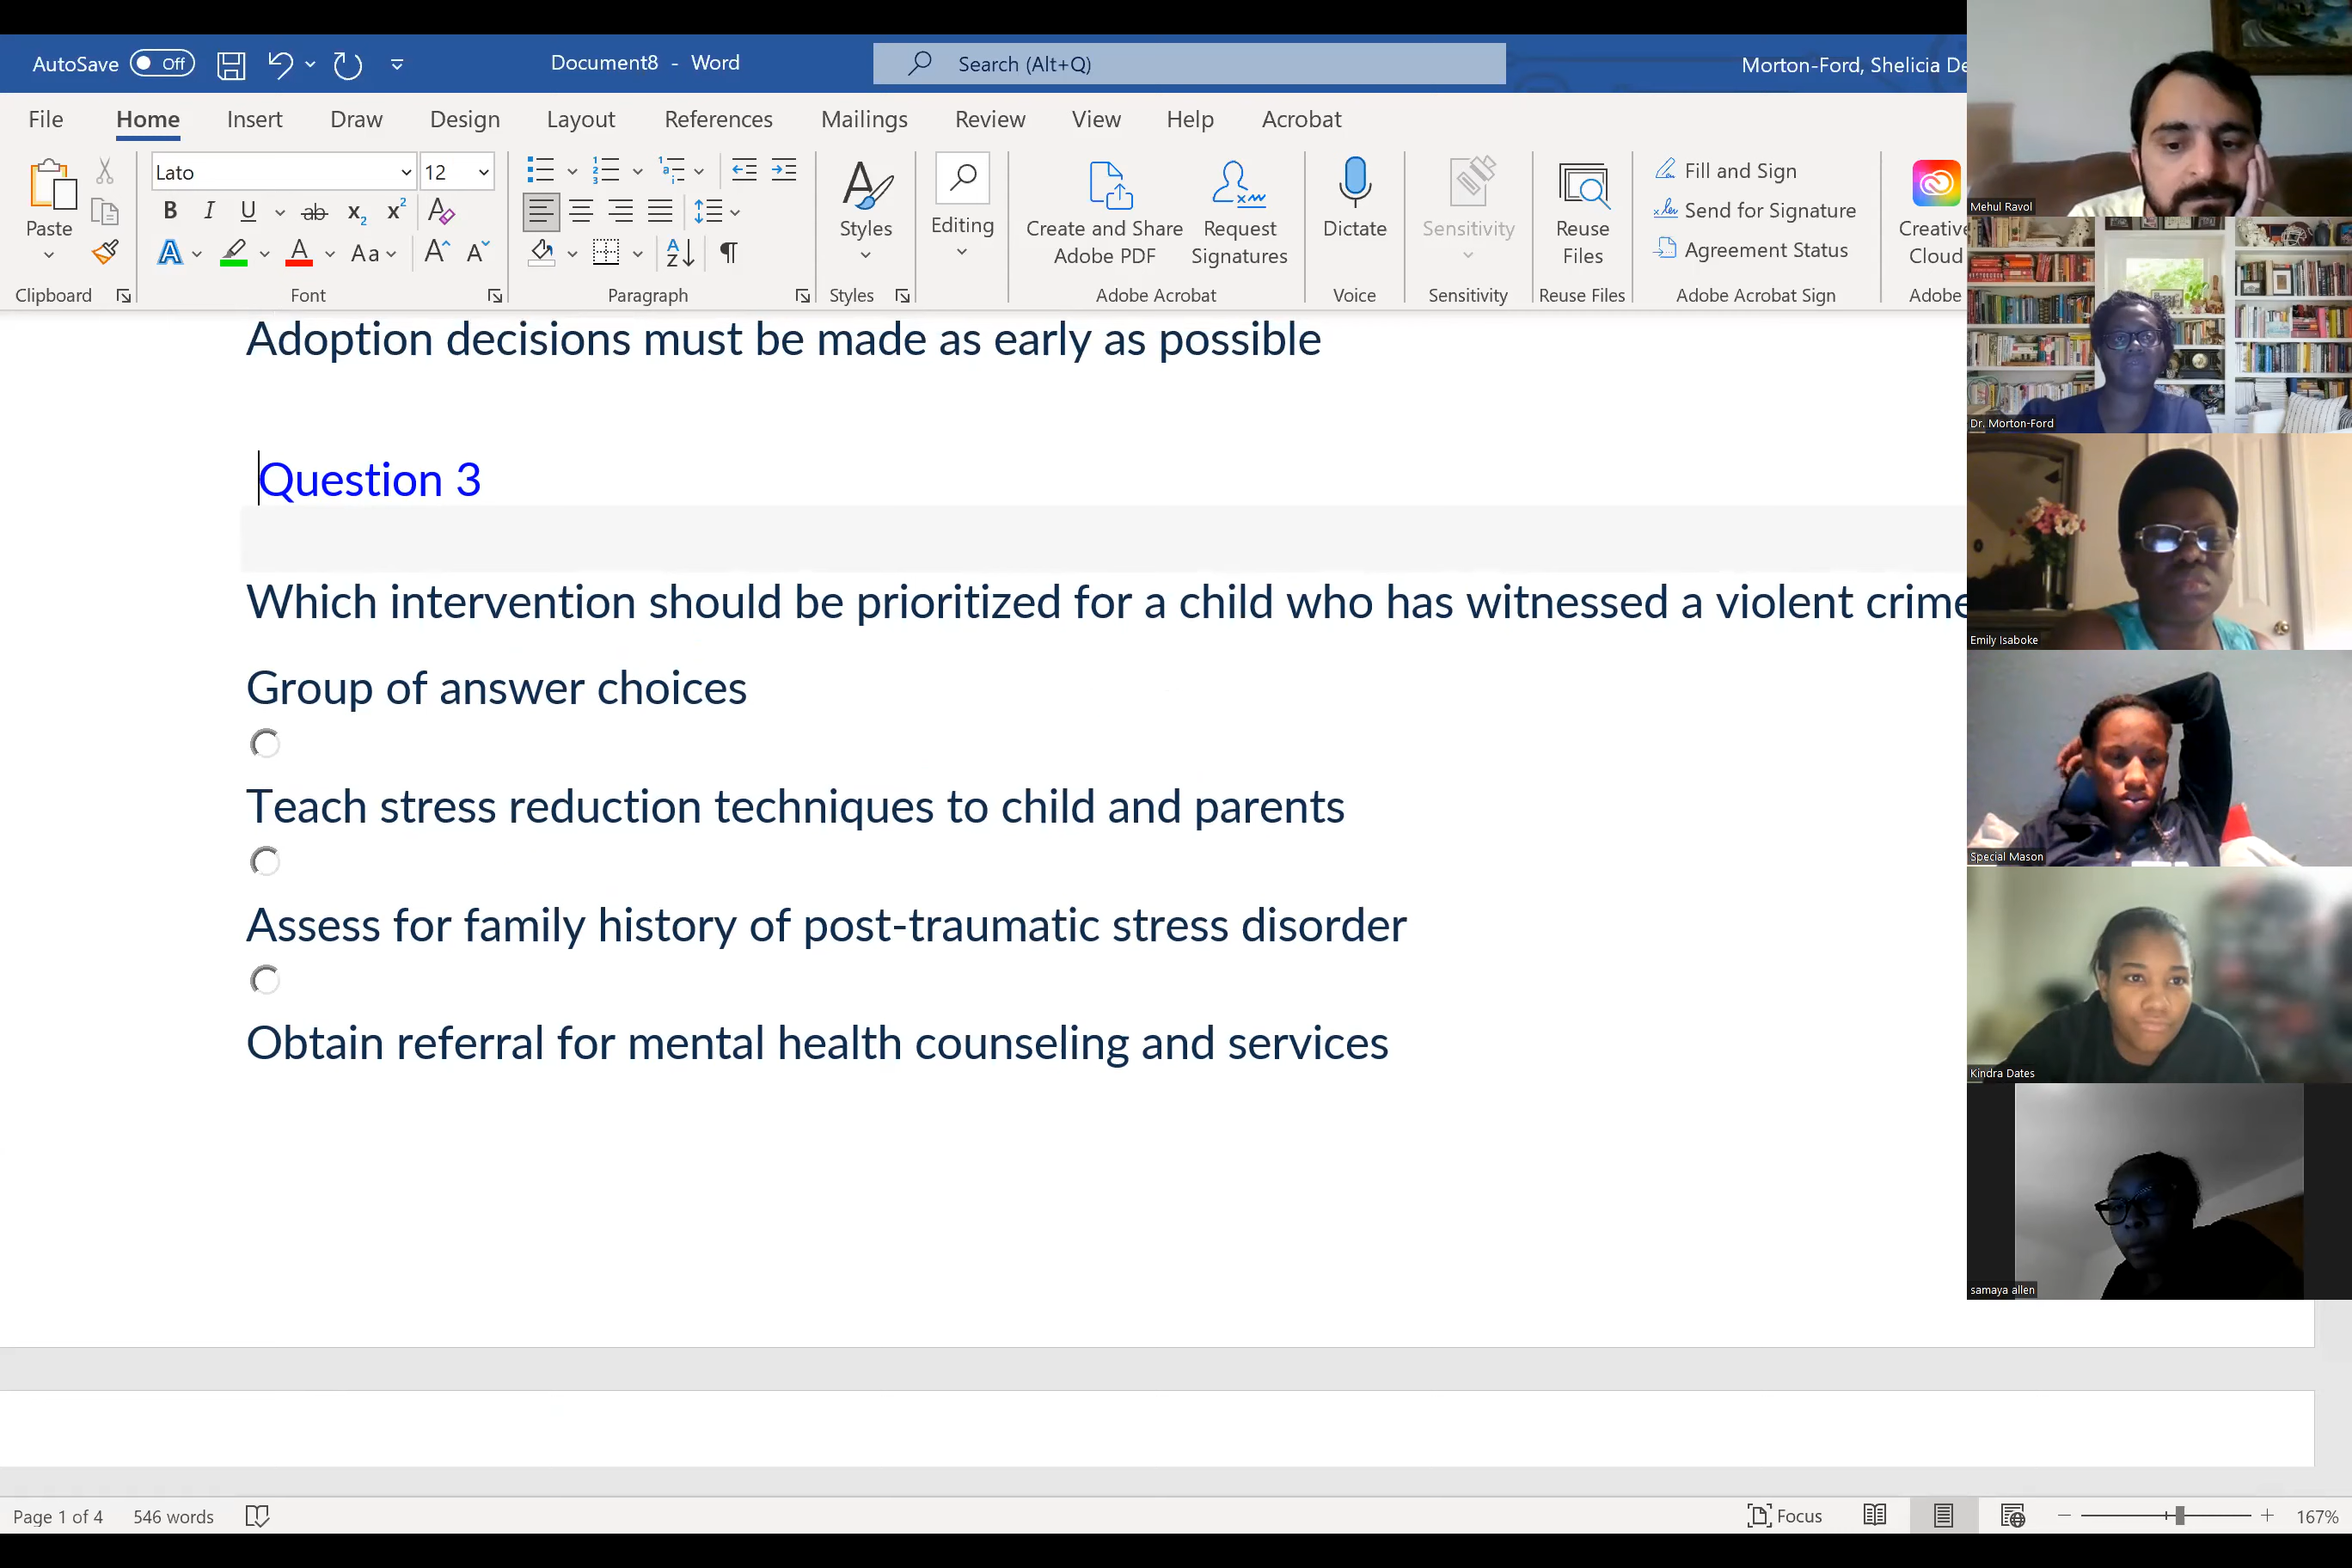 AutoSave Off Document8 - Word Search (Alt+Q) Morton-Ford, Shelicia De
File Home Insert Draw Design Layout References Mailings Review View Help Acrobat
Lato 12
Paste
B I U ab x2 x2 A
A A Aa A A
Clipboard Font Paragraph
Styles
Styles
Editing
Create and Share
Adobe PDF
Request
Signatures
Adobe Acrobat
Dictate
Voice
Sensitivity
Sensitivity
Reuse
Files
Reuse Files
Fill and Sign
Send for Signature
Agreement Status
Adobe Acrobat Sign
Creative
Cloud
Adobe
Adoption decisions must be made as early as possible
Question 3
Which intervention should be prioritized for a child who has witnessed a violent crime
Group of answer choices
Teach stress reduction techniques to child and parents
Assess for family history of post-traumatic stress disorder
Obtain referral for mental health counseling and services
Mehul Ravol
Dr. Morton-Ford
Emily Isaboke
Special Mason
Kindra Dates
samaya allen
Page 1 of 4 546 words Focus 167%